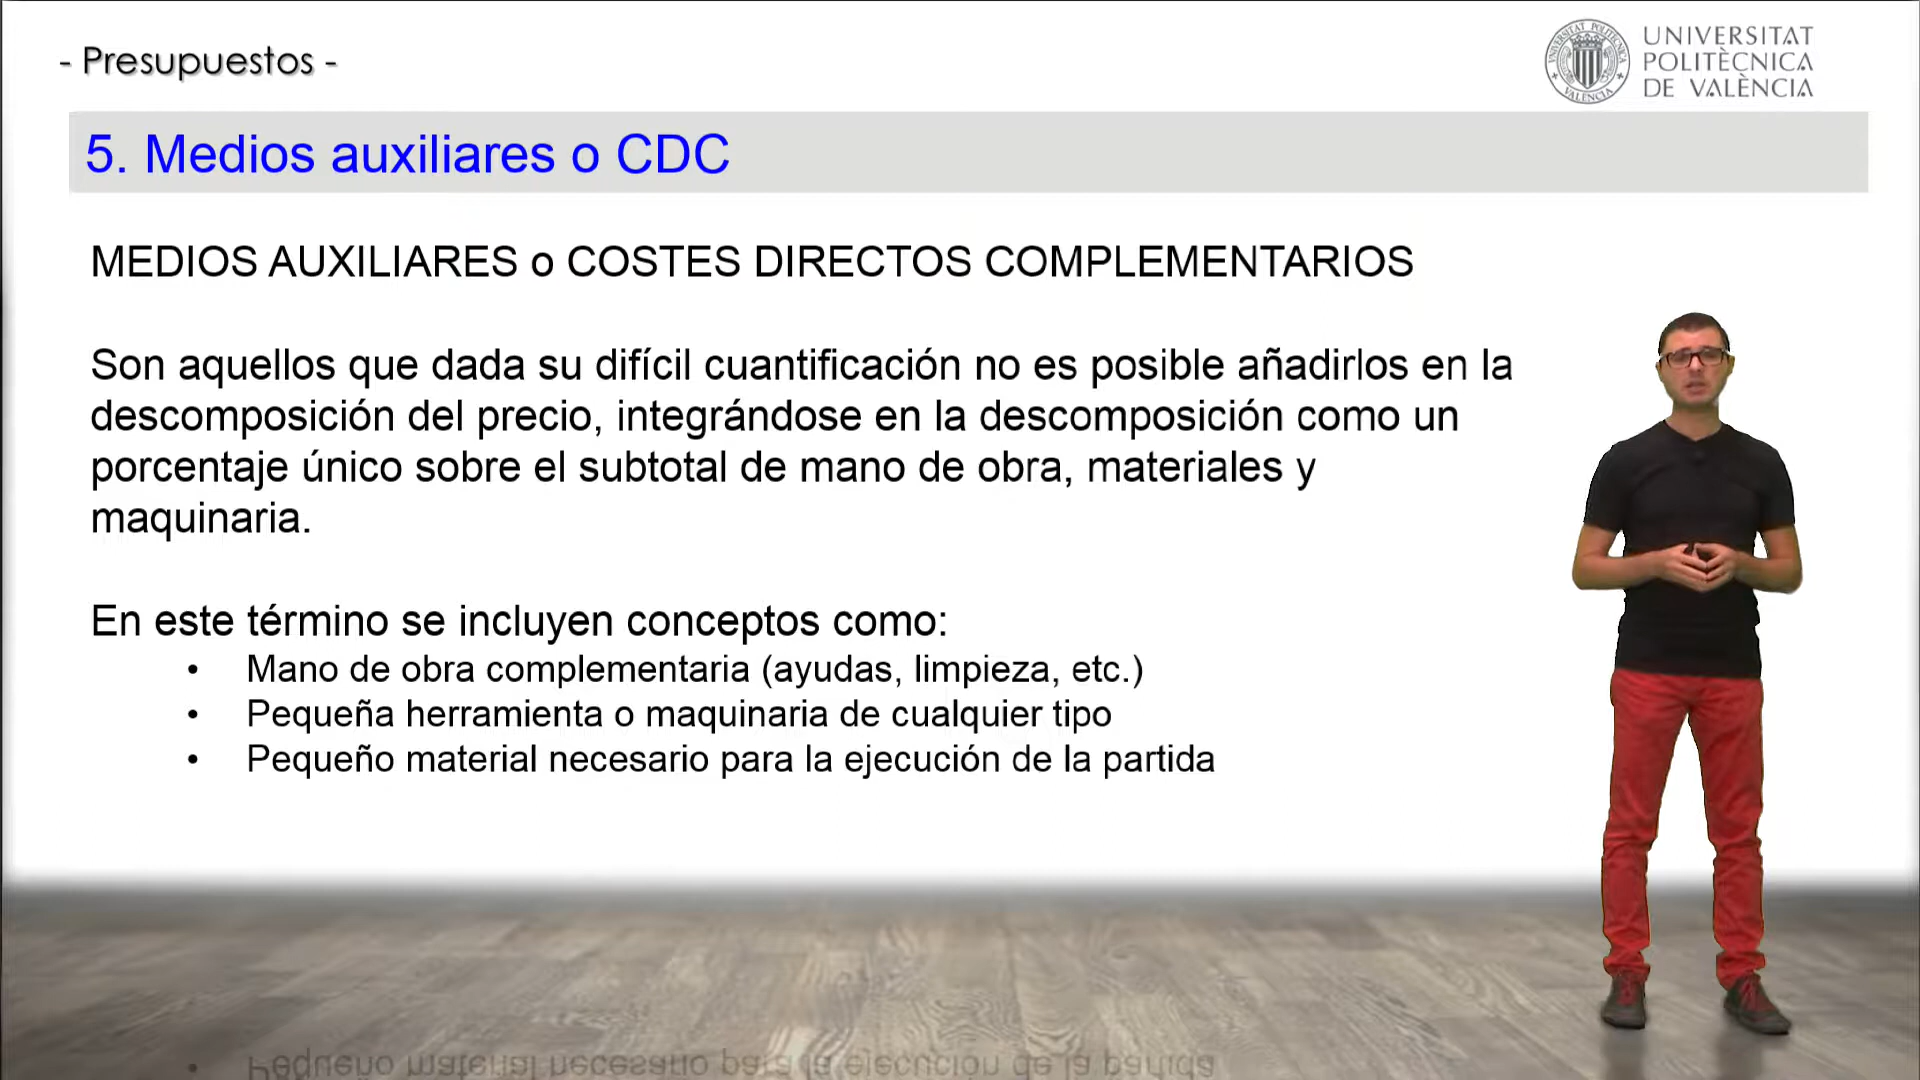 - Presupuestos -
UNIVERSITAT
POLITÈCNICA
DE VALÈNCIA
5. Medios auxiliares o CDC
MEDIOS AUXILIARES o COSTES DIRECTOS COMPLEMENTARIOS
Son aquellos que dada su difícil cuantificación no es posible añadirlos en la
descomposición del precio, integrándose en la descomposición como un
porcentaje único sobre el subtotal de mano de obra, materiales y
maquinaria.
En este término se incluyen conceptos como:
• Mano de obra complementaria (ayudas, limpieza, etc.)
• Pequeña herramienta o maquinaria de cualquier tipo
• Pequeño material necesario para la ejecución de la partida